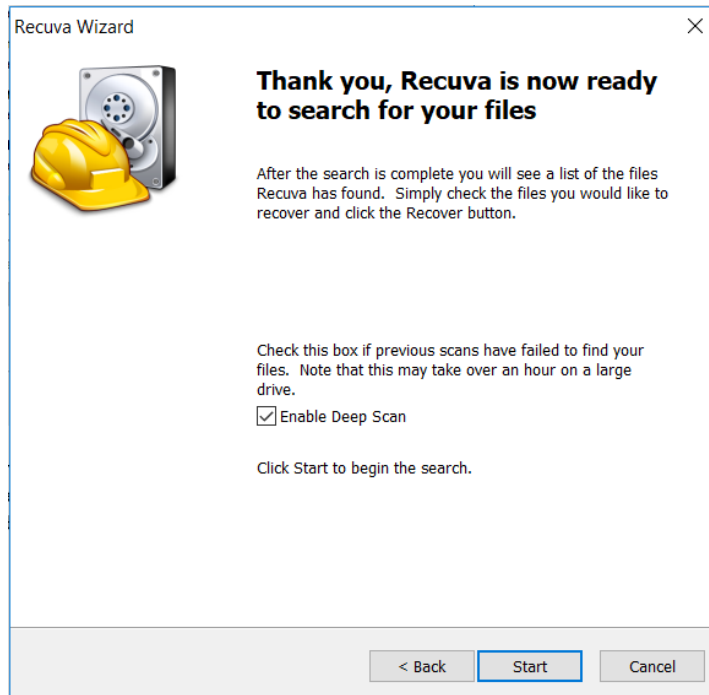 Recuva Wizard
Thank you, Recuva is now ready
to search for your files
After the search is complete you will see a list of the files
Recuva has found.  Simply check the files you would like to
recover and click the Recover button.
Check this box if previous scans have failed to find your
files.  Note that this may take over an hour on a large
drive.
Enable Deep Scan
Click Start to begin the search.
< Back
Start
Cancel